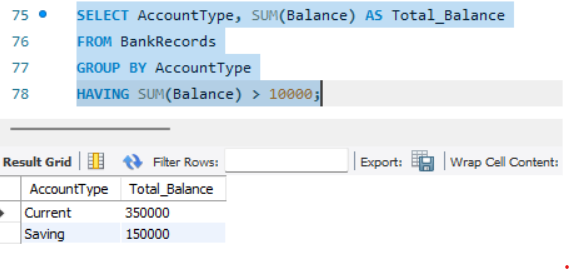 75 SELECT AccountType, SUM(Balance) AS Total_Balance
76 FROM BankRecords
77 GROUP BY AccountType
78 HAVING SUM(Balance) > 10000;
Result Grid Filter Rows: Export: Wrap Cell Content:
AccountType Total_Balance
Current 350000
Saving 150000